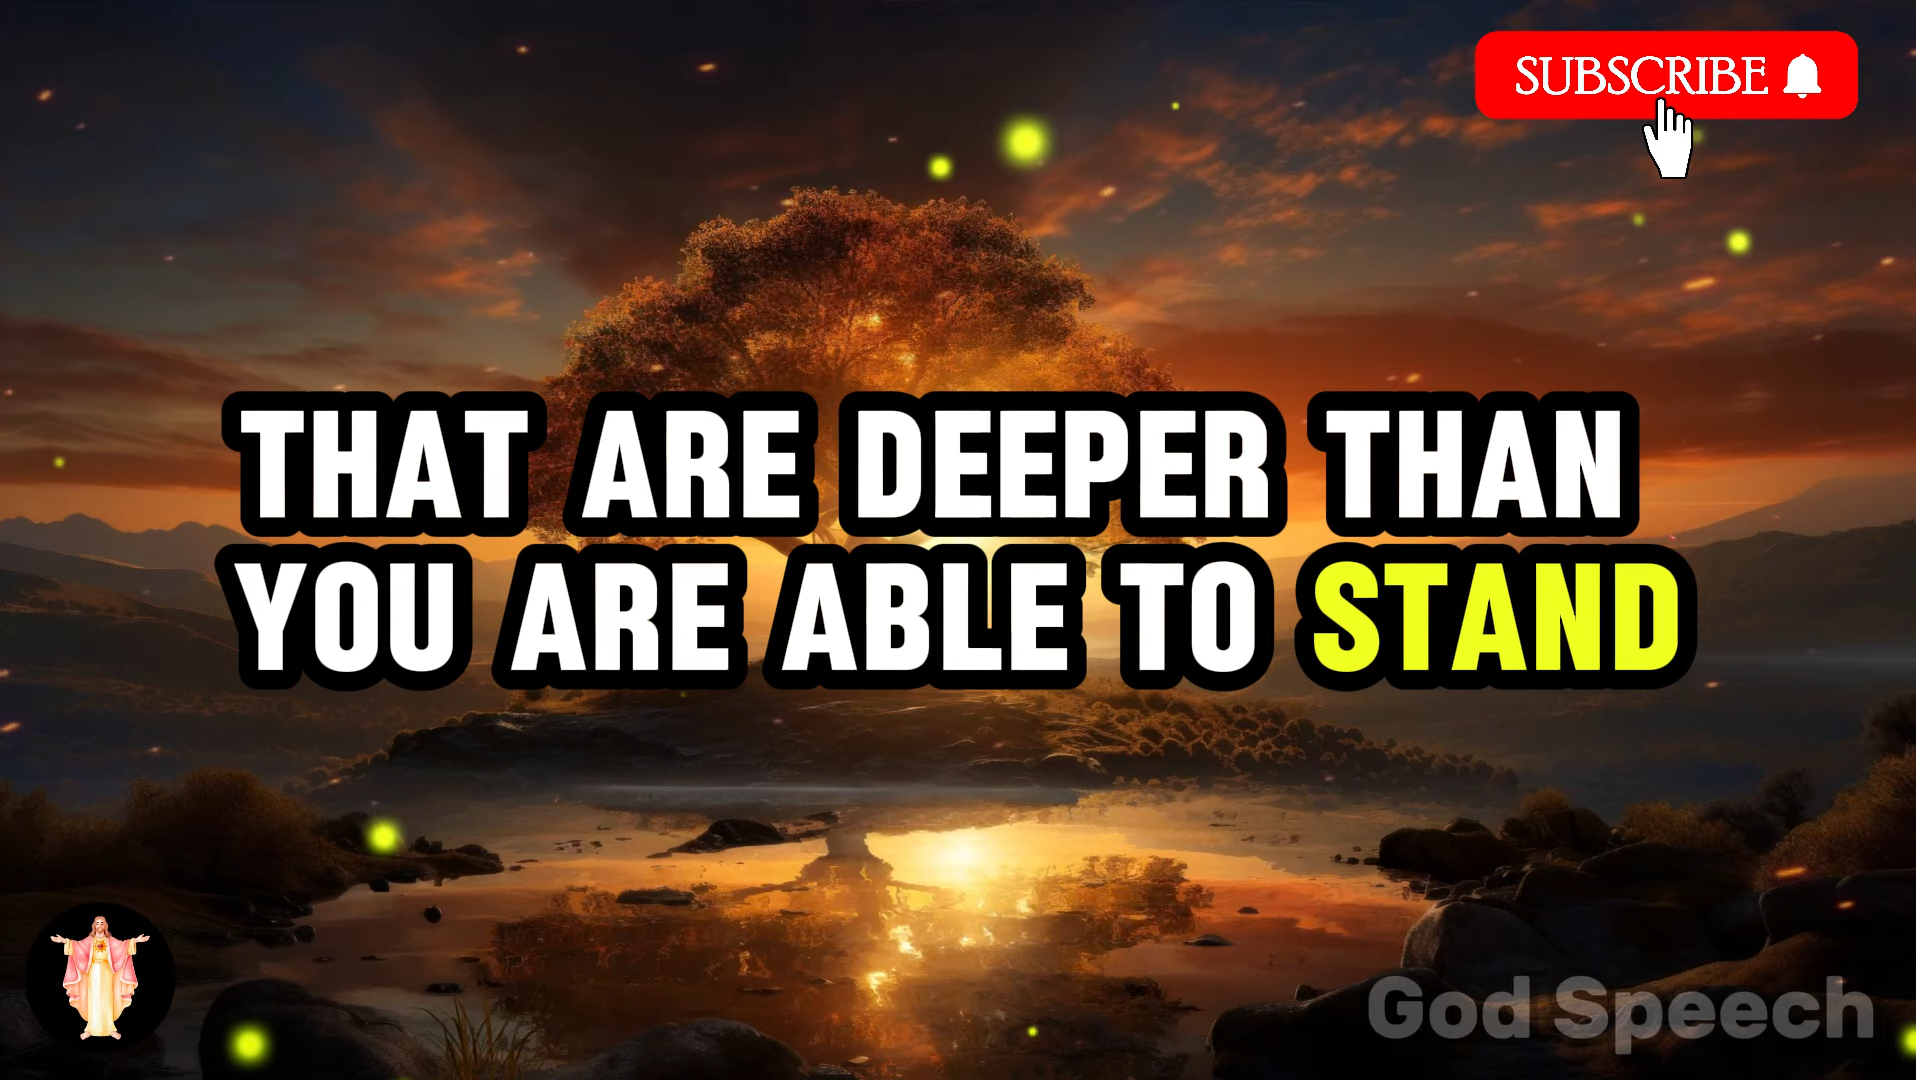 SUBSCRIBE
THAT ARE DEEPER THAN
YOU ARE ABLE TO STAND
God Speech